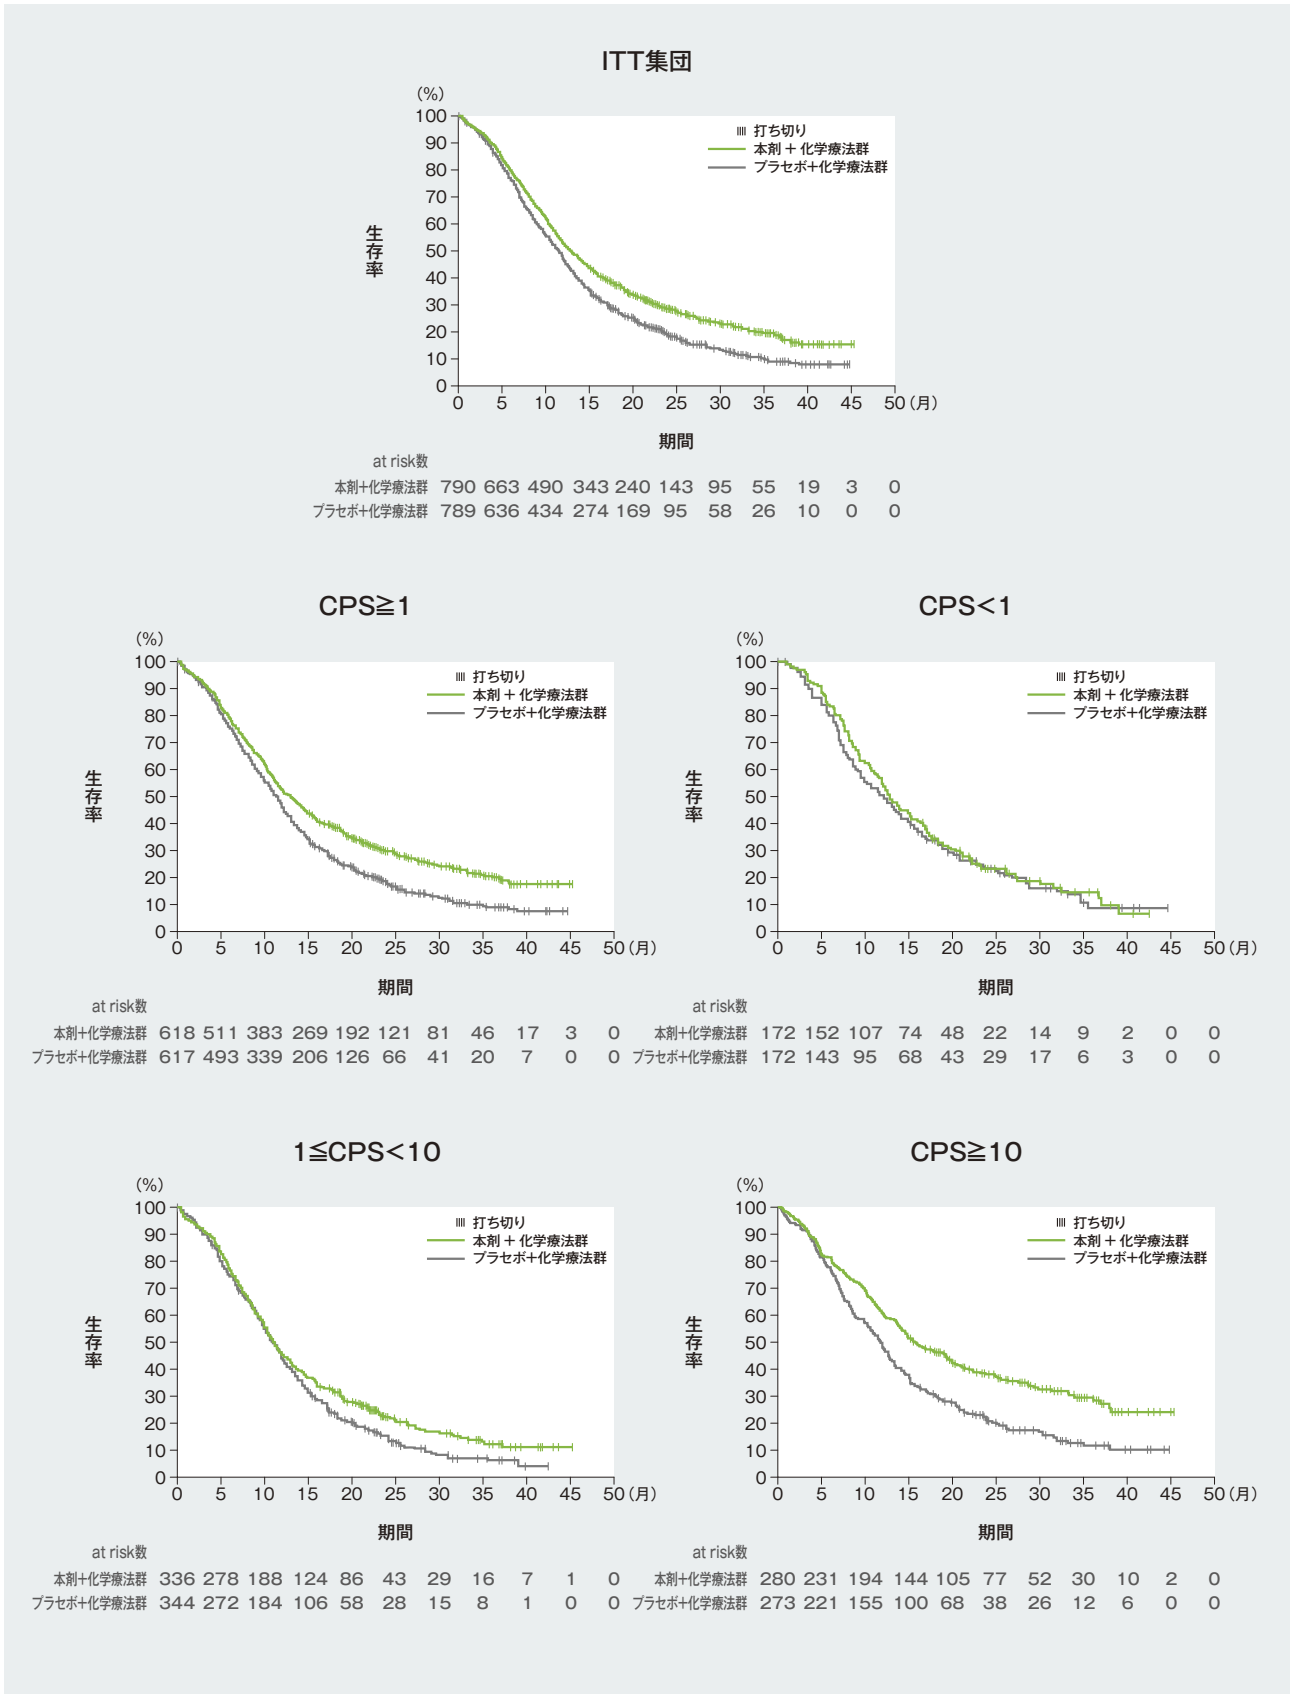 ITT集団
(%)
100
90
80
70
60
50
40
30
20
10
0
生存率
打ち切り
本剤 + 化学療法群
プラセボ+化学療法群
0 5 10 15 20 25 30 35 40 45 50(月)
期間
at risk数
本剤+化学療法群 790 663 490 343 240 143 95 55 19 3 0
プラセボ+化学療法群 789 636 434 274 169 95 58 26 10 0 0
CPS≧1
(%)
100
90
80
70
60
50
40
30
20
10
0
生存率
打ち切り
本剤 + 化学療法群
プラセボ+化学療法群
0 5 10 15 20 25 30 35 40 45 50(月)
期間
at risk数
本剤+化学療法群 618 511 383 269 192 121 81 46 17 3 0
プラセボ+化学療法群 617 493 339 206 126 66 41 20 7 0 0
CPS<1
(%)
100
90
80
70
60
50
40
30
20
10
0
生存率
打ち切り
本剤 + 化学療法群
プラセボ+化学療法群
0 5 10 15 20 25 30 35 40 45 50(月)
期間
at risk数
本剤+化学療法群 172 152 107 74 48 22 14 9 2 0 0
プラセボ+化学療法群 172 143 95 68 43 29 17 6 3 0 0
1≦CPS<10
(%)
100
90
80
70
60
50
40
30
20
10
0
生存率
打ち切り
本剤 + 化学療法群
プラセボ+化学療法群
0 5 10 15 20 25 30 35 40 45 50(月)
期間
at risk数
本剤+化学療法群 336 278 188 124 86 43 29 16 7 1 0
プラセボ+化学療法群 344 272 184 106 58 28 15 8 1 0 0
CPS≧10
(%)
100
90
80
70
60
50
40
30
20
10
0
生存率
打ち切り
本剤 + 化学療法群
プラセボ+化学療法群
0 5 10 15 20 25 30 35 40 45 50(月)
期間
at risk数
本剤+化学療法群 280 231 194 144 105 77 52 30 10 2 0
プラセボ+化学療法群 273 221 155 100 68 38 26 12 6 0 0